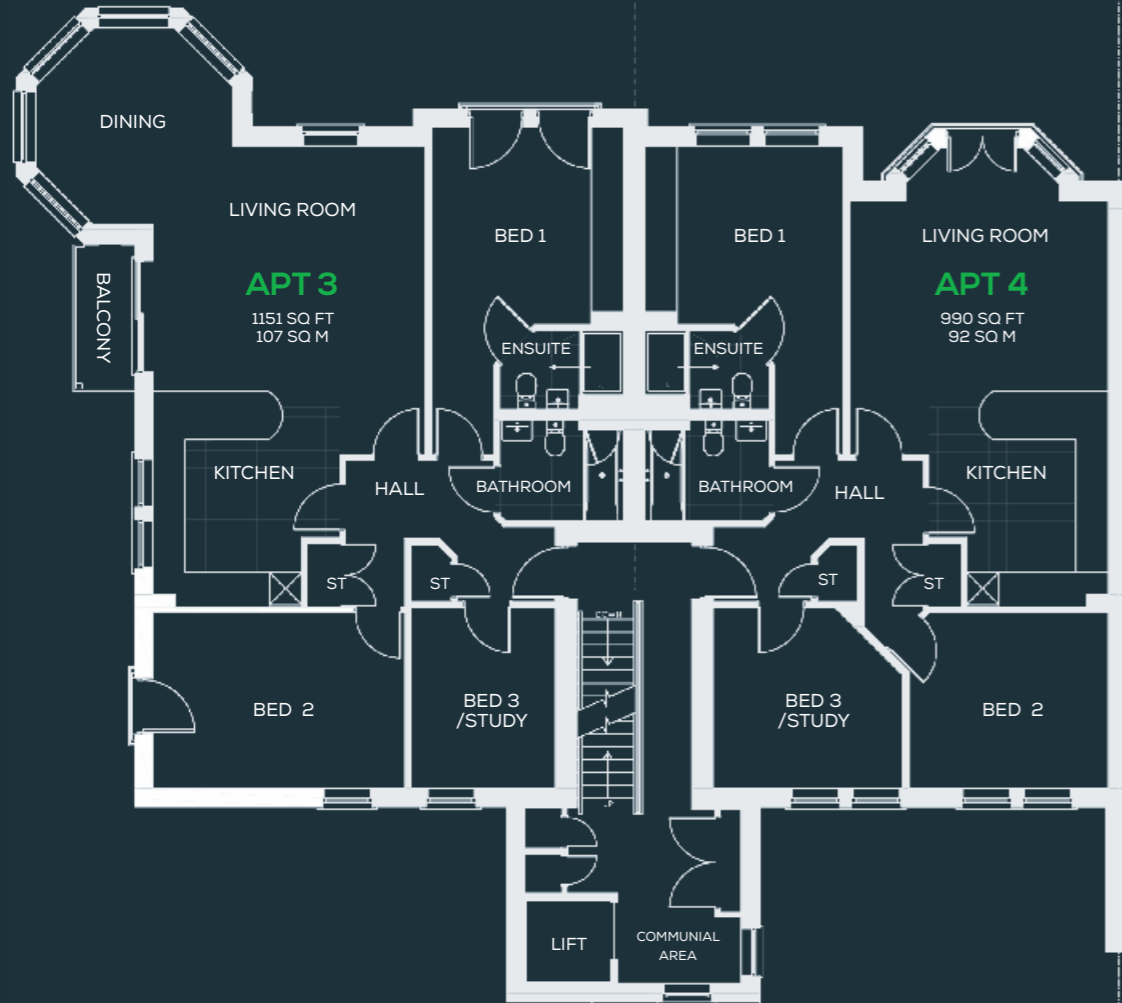 DINING
LIVING ROOM
APT 3
1151 SQ FT
107 SQ M
BALCONY
BED 1
ENSUITE
KITCHEN
HALL
BATHROOM
ST
ST
BED 2
BED 3
/STUDY
BED 1
LIVING ROOM
APT 4
990 SQ FT
92 SQ M
ENSUITE
BATHROOM
HALL
KITCHEN
ST
ST
BED 3
/STUDY
BED 2
DOWN
UP
LIFT
COMMUNIAL
AREA